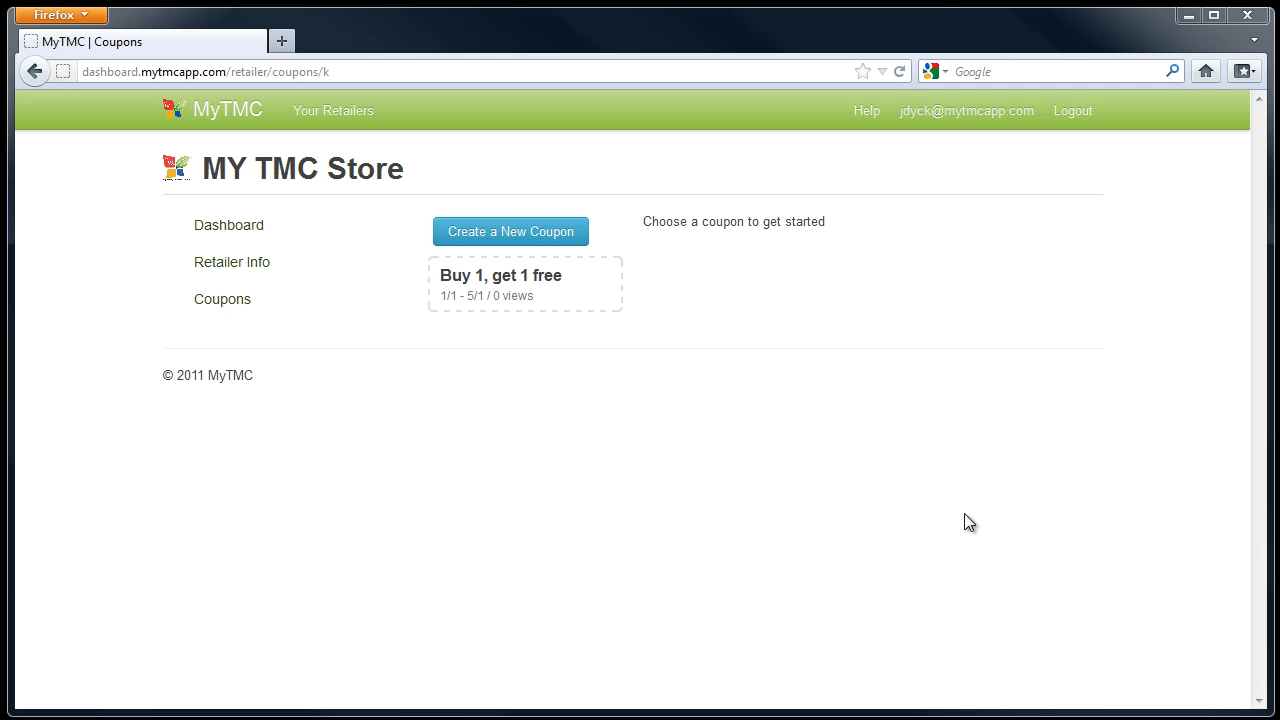 Firefox
MyTMC | Coupons
dashboard.mytmcapp.com/retailer/coupons/k
Google
MyTMC
Your Retailers
Help
jdyck@mytmcapp.com
Logout
MY TMC Store
Dashboard
Retailer Info
Coupons
Create a New Coupon
Buy 1, get 1 free
1/1 - 5/1 / 0 views
Choose a coupon to get started
© 2011 MyTMC